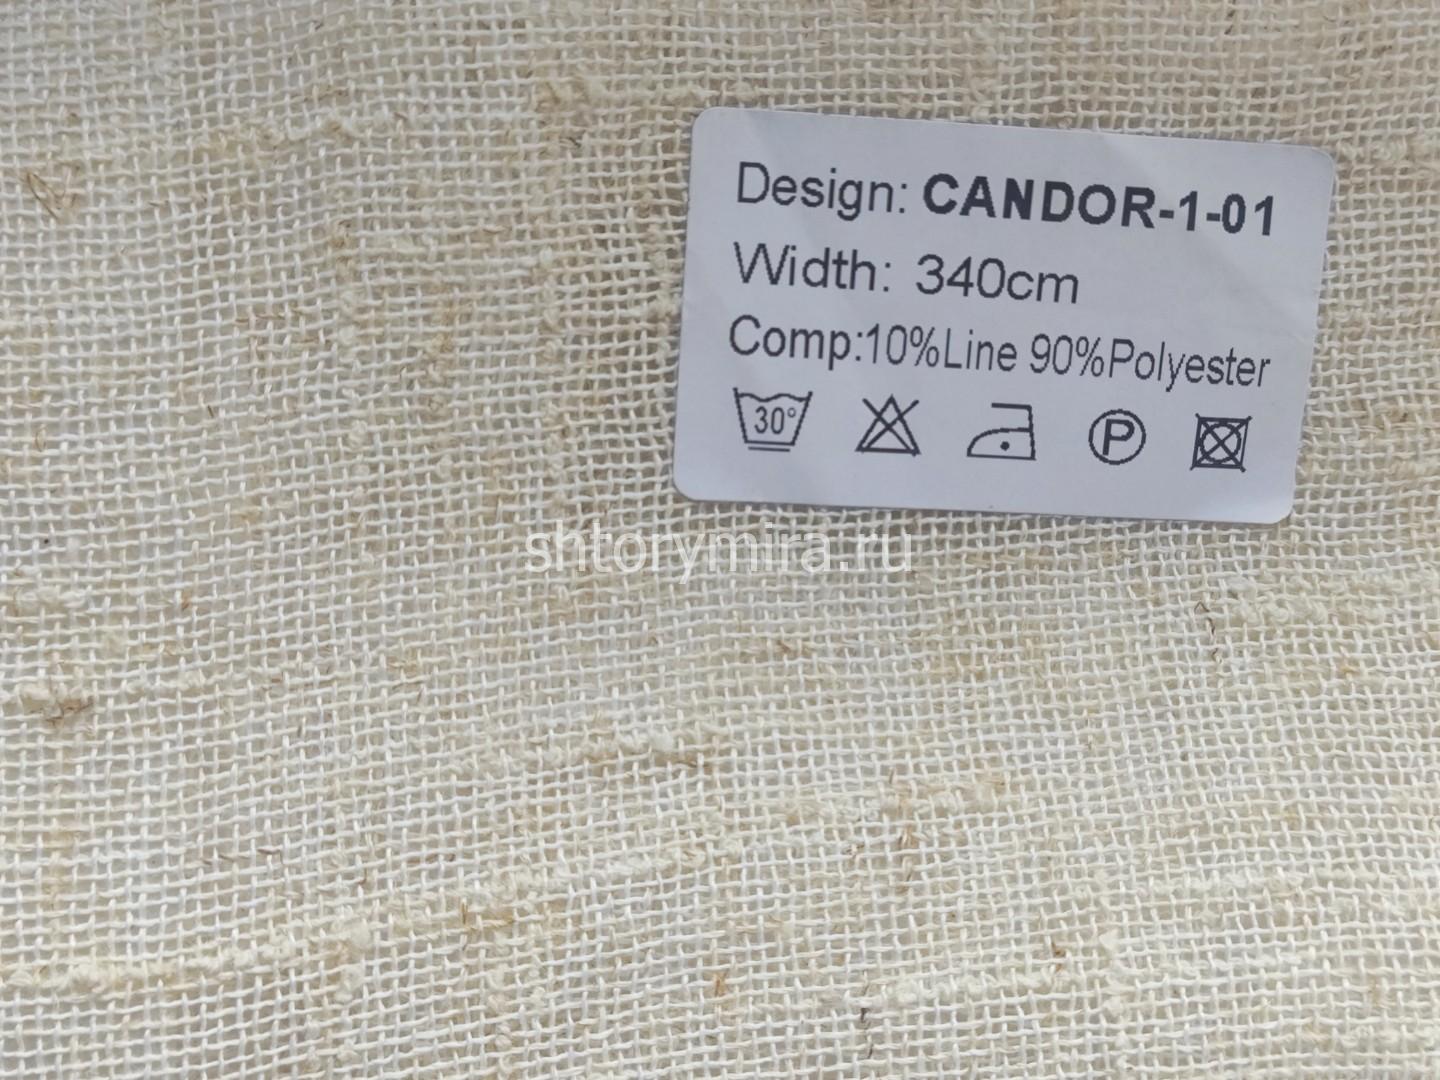 Design: CANDOR-1-01
Width: 340cm
Comp:10%Line 90%Polyester
30° P
shtorymira.ru